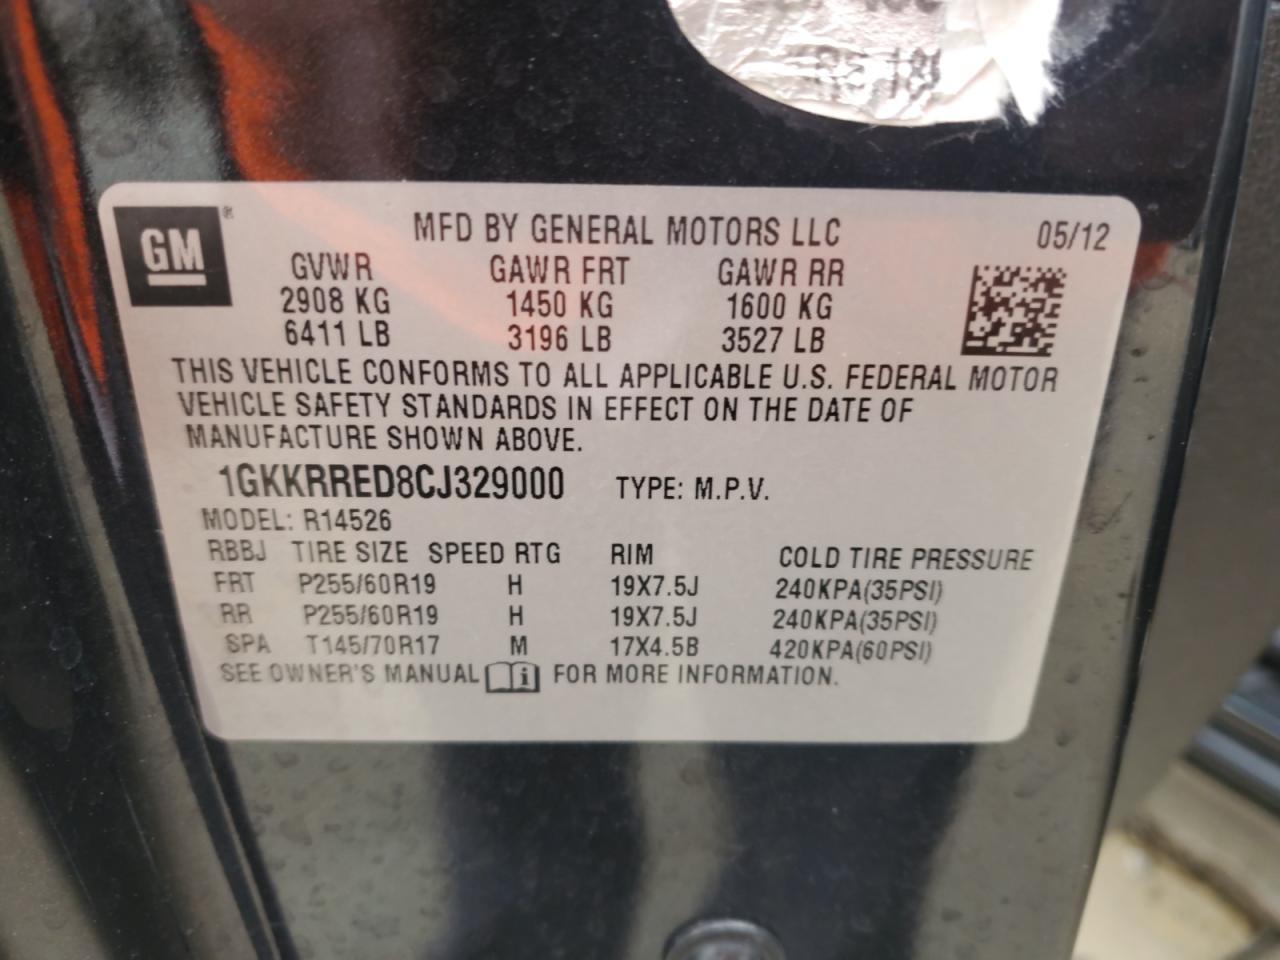 GM®
MFD BY GENERAL MOTORS LLC 05/12
GVWR GAWR FRT GAWR RR
2908 KG 1450 KG 1600 KG
6411 LB 3196 LB 3527 LB
THIS VEHICLE CONFORMS TO ALL APPLICABLE U.S. FEDERAL MOTOR
VEHICLE SAFETY STANDARDS IN EFFECT ON THE DATE OF
MANUFACTURE SHOWN ABOVE.
1GKKRRED8CJ329000 TYPE: M.P.V.
MODEL: R14526
RBBJ TIRE SIZE SPEED RTG RIM COLD TIRE PRESSURE
FRT P255/60R19 H 19X7.5J 240KPA(35PSI)
RR P255/60R19 H 19X7.5J 240KPA(35PSI)
SPA T145/70R17 M 17X4.5B 420KPA(60PSI)
SEE OWNER'S MANUAL i FOR MORE INFORMATION.